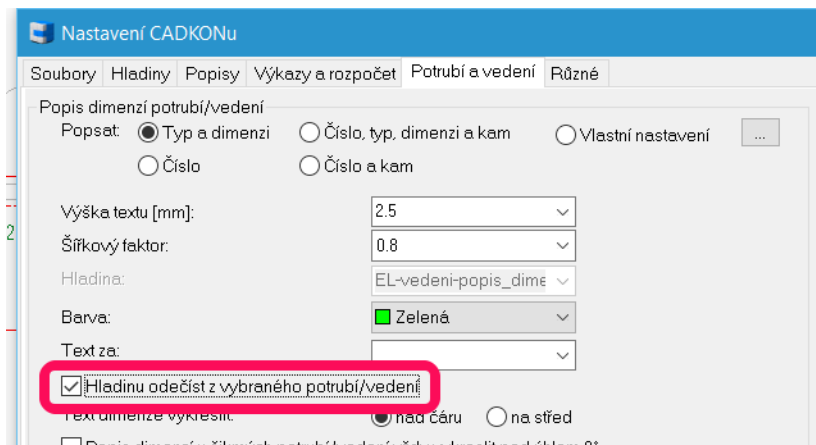 Nastavení CADKONu
Soubory Hladiny Popisy Výkazy a rozpočet Potrubí a vedení Různé
Popis dimenzí potrubí/vedení
Popsat: Typ a dimenzi Číslo, typ, dimenzi a kam Vlastní nastavení ...
Číslo Číslo a kam
Výška textu [mm]: 2.5
Šířkový faktor: 0.8
Hladina: EL-vedeni-popis_dime
Barva: Zelená
Text za:
Hladinu odečíst z vybraného potrubí/vedení
Text dimenze vykreslit: nad čáru na střed
2